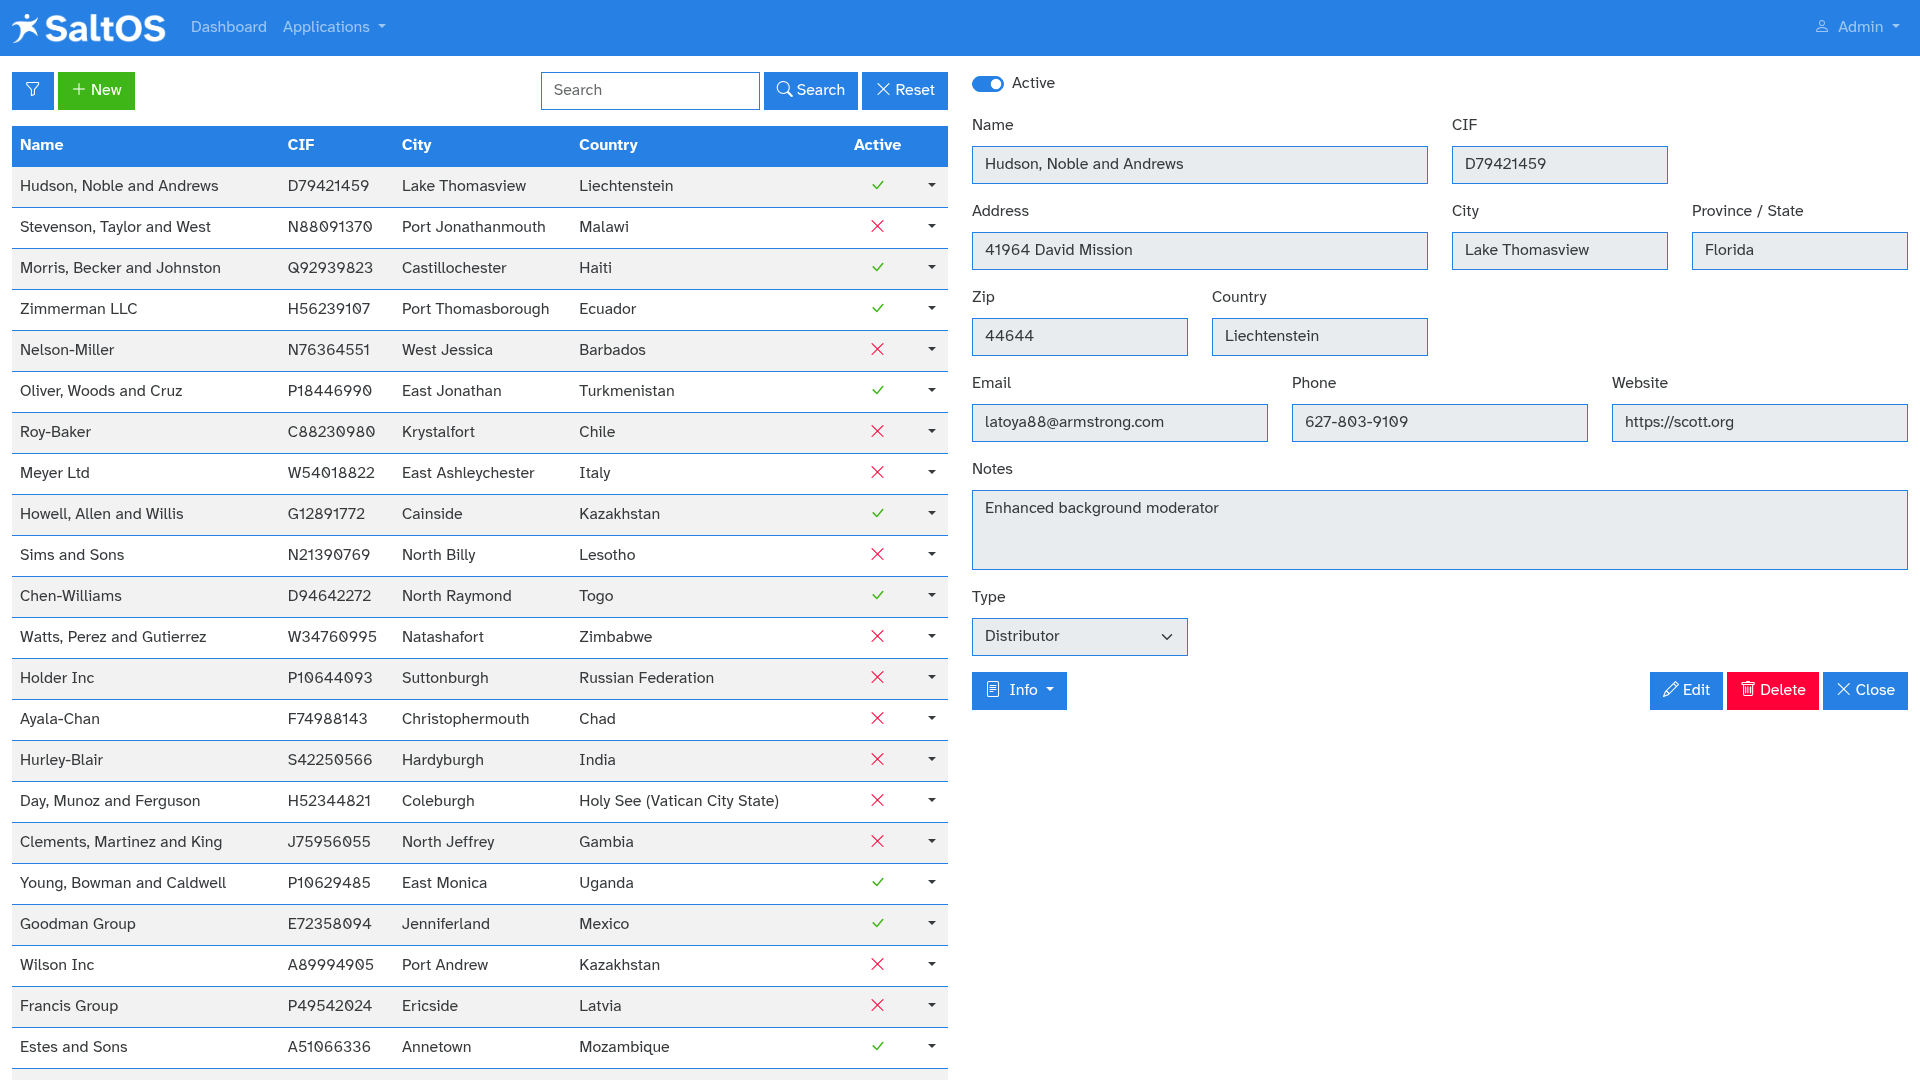 SaltOS Dashboard Applications Admin
New Search Search Reset
Name CIF City Country Active
Hudson, Noble and Andrews D79421459 Lake Thomasview Liechtenstein
Stevenson, Taylor and West N88091370 Port Jonathanmouth Malawi
Morris, Becker and Johnston Q92939823 Castillochester Haiti
Zimmerman LLC H56239107 Port Thomasborough Ecuador
Nelson-Miller N76364551 West Jessica Barbados
Oliver, Woods and Cruz P18446990 East Jonathan Turkmenistan
Roy-Baker C88230980 Krystalfort Chile
Meyer Ltd W54018822 East Ashleychester Italy
Howell, Allen and Willis G12891772 Cainside Kazakhstan
Sims and Sons N21390769 North Billy Lesotho
Chen-Williams D94642272 North Raymond Togo
Watts, Perez and Gutierrez W34760995 Natashafort Zimbabwe
Holder Inc P10644093 Suttonburgh Russian Federation
Ayala-Chan F74988143 Christophermouth Chad
Hurley-Blair S42250566 Hardyburgh India
Day, Munoz and Ferguson H52344821 Coleburgh Holy See (Vatican City State)
Clements, Martinez and King J75956055 North Jeffrey Gambia
Young, Bowman and Caldwell P10629485 East Monica Uganda
Goodman Group E72358094 Jenniferland Mexico
Wilson Inc A89994905 Port Andrew Kazakhstan
Francis Group P49542024 Ericside Latvia
Estes and Sons A51066336 Annetown Mozambique
Active
Name CIF
Hudson, Noble and Andrews D79421459
Address City Province / State
41964 David Mission Lake Thomasview Florida
Zip Country
44644 Liechtenstein
Email Phone Website
latoya88@armstrong.com 627-803-9109 https://scott.org
Notes
Enhanced background moderator
Type
Distributor
Info Edit Delete Close